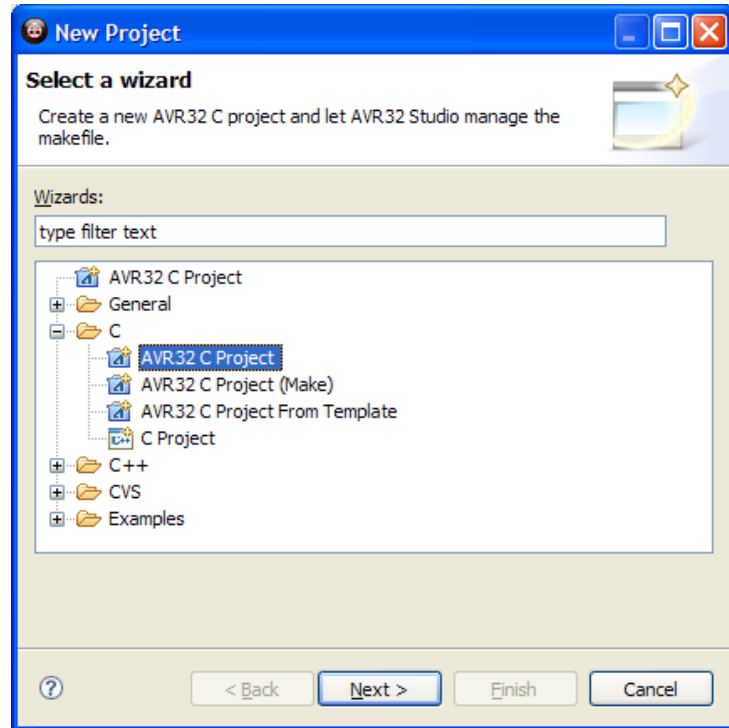 New Project
Select a wizard
Create a new AVR32 C project and let AVR32 Studio manage the
makefile.
Wizards:
type filter text
AVR32 C Project
General
C
AVR32 C Project
AVR32 C Project (Make)
AVR32 C Project From Template
C Project
C++
CVS
Examples
< Back Next > Finish Cancel